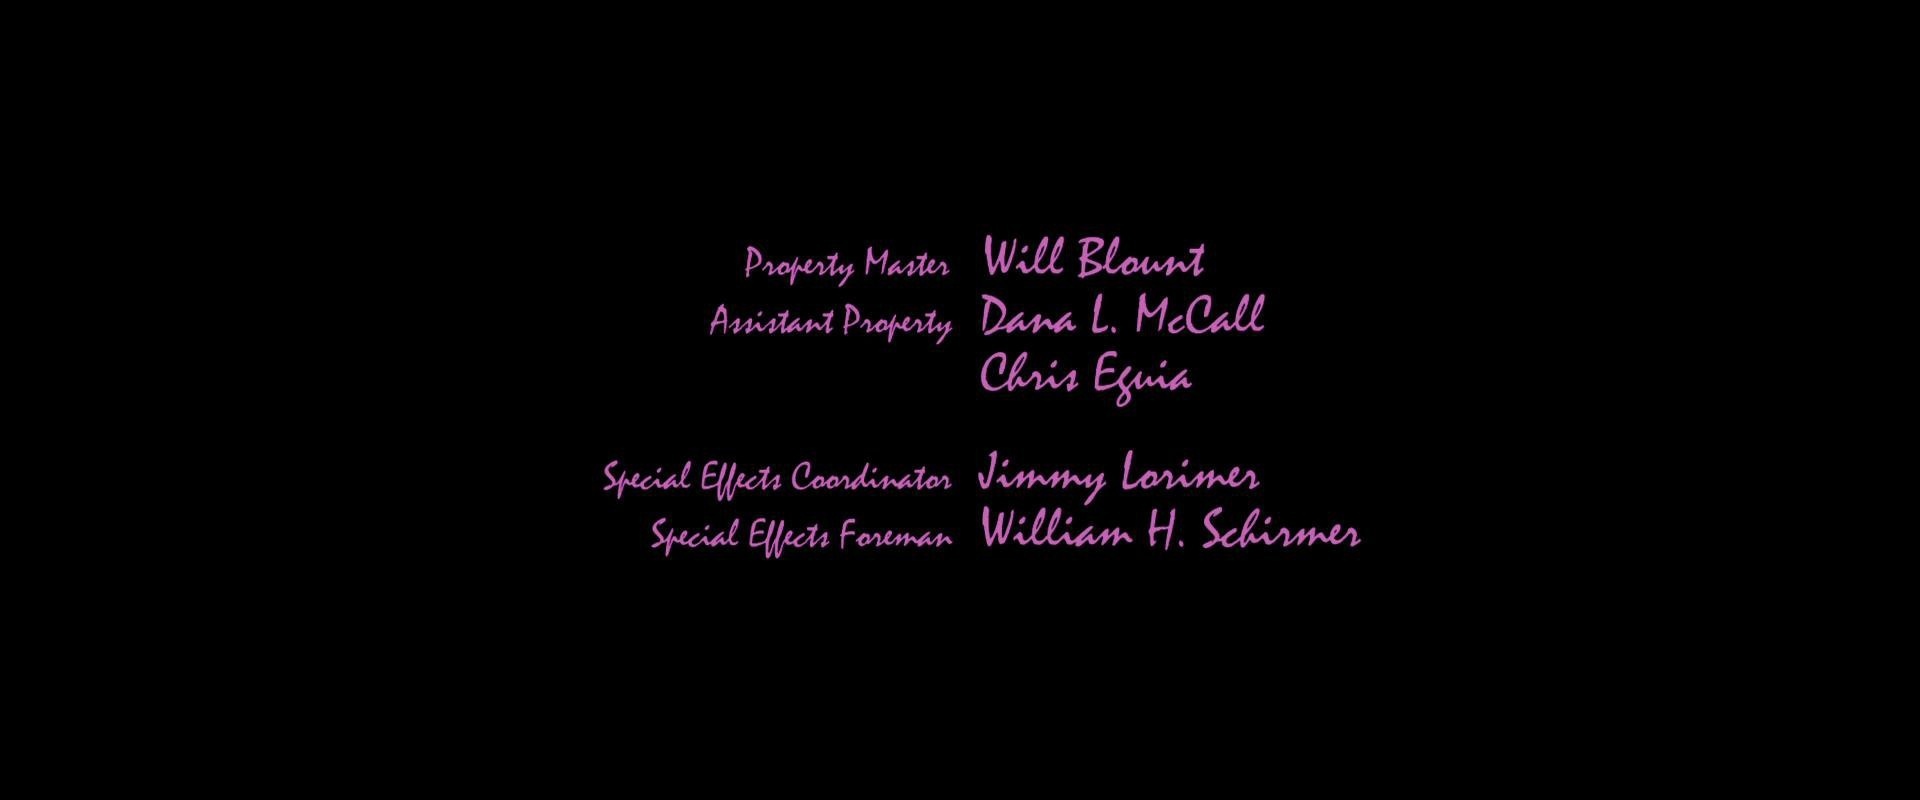 Property Master Will Blount
Assistant Property Dana L. McCall
Chris Eguia
Special Effects Coordinator Jimmy Lorimer
Special Effects Foreman William H. Schirmer